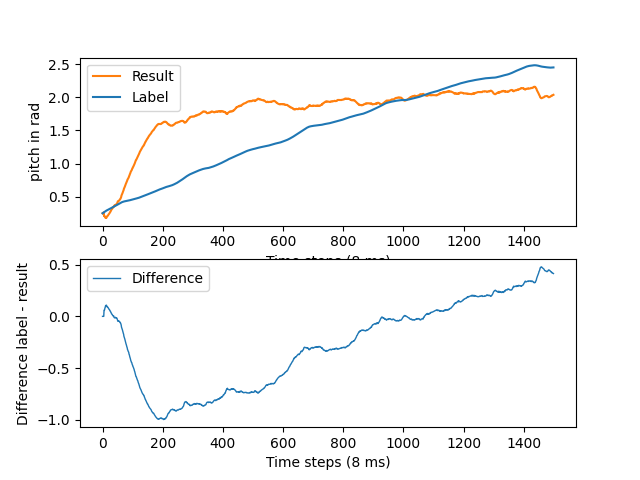 2.5
2.0
1.5
1.0
0.5
pitch in rad
Result
Label
0 200 400 600 800 1000 1200 1400
Time steps (8 ms)
0.5
0.0
−0.5
−1.0
Difference label - result
Difference
0 200 400 600 800 1000 1200 1400
Time steps (8 ms)